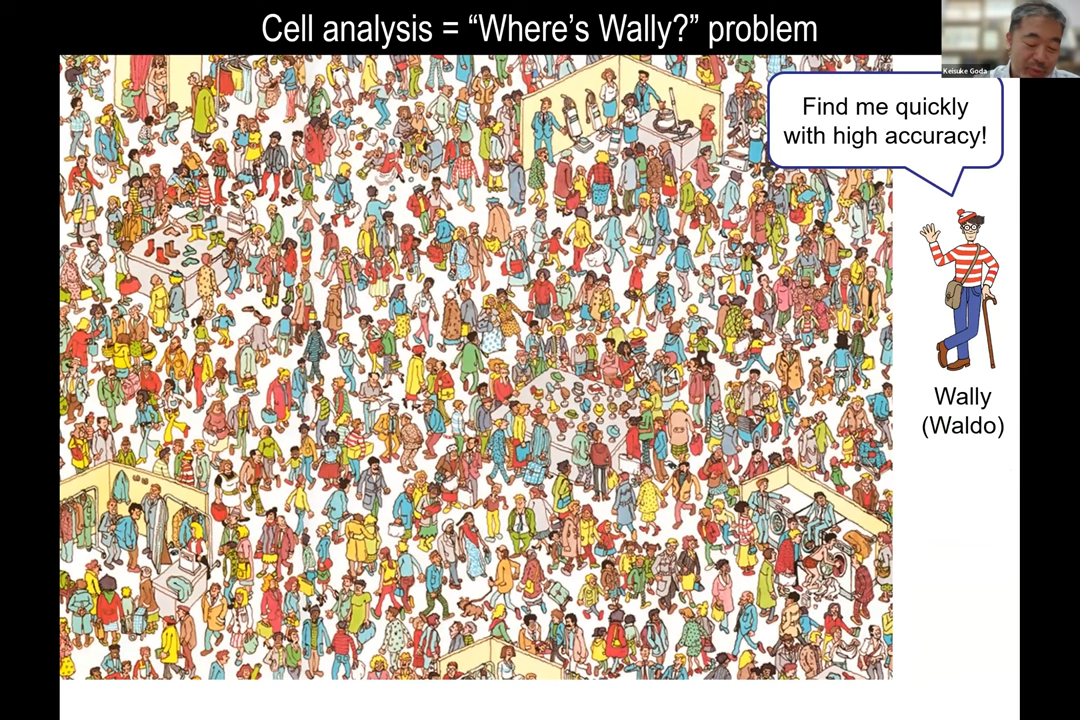 Cell analysis = “Where’s Wally?” problem
Keisuke Goda
Find me quickly
with high accuracy!
Wally
(Waldo)